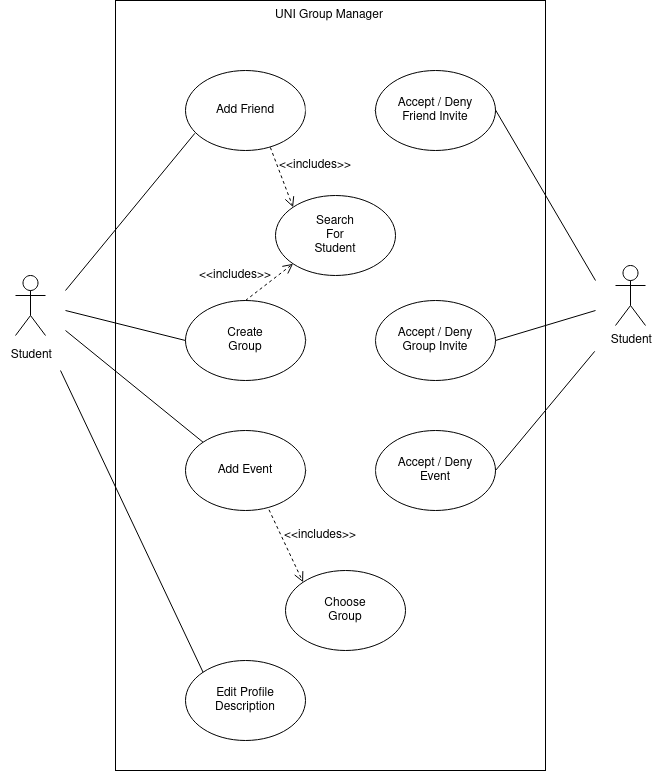 UNI Group Manager
Add Friend
Accept / Deny
Friend Invite
<<includes>>
Search
For
Student
<<includes>>
Student
Student
Create
Group
Accept / Deny
Group Invite
Add Event
Accept / Deny
Event
<<includes>>
Choose
Group
Edit Profile
Description